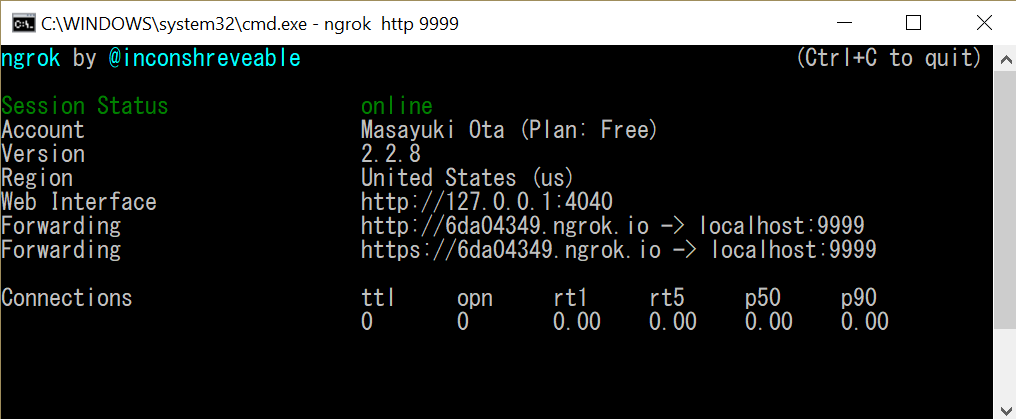 C:\WINDOWS\system32\cmd.exe - ngrok  http 9999
ngrok by @inconshreveable (Ctrl+C to quit)
Session Status online
Account Masayuki Ota (Plan: Free)
Version 2.2.8
Region United States (us)
Web Interface http://127.0.0.1:4040
Forwarding http://6da04349.ngrok.io -> localhost:9999
Forwarding https://6da04349.ngrok.io -> localhost:9999
Connections ttl opn rt1 rt5 p50 p90
0 0 0.00 0.00 0.00 0.00